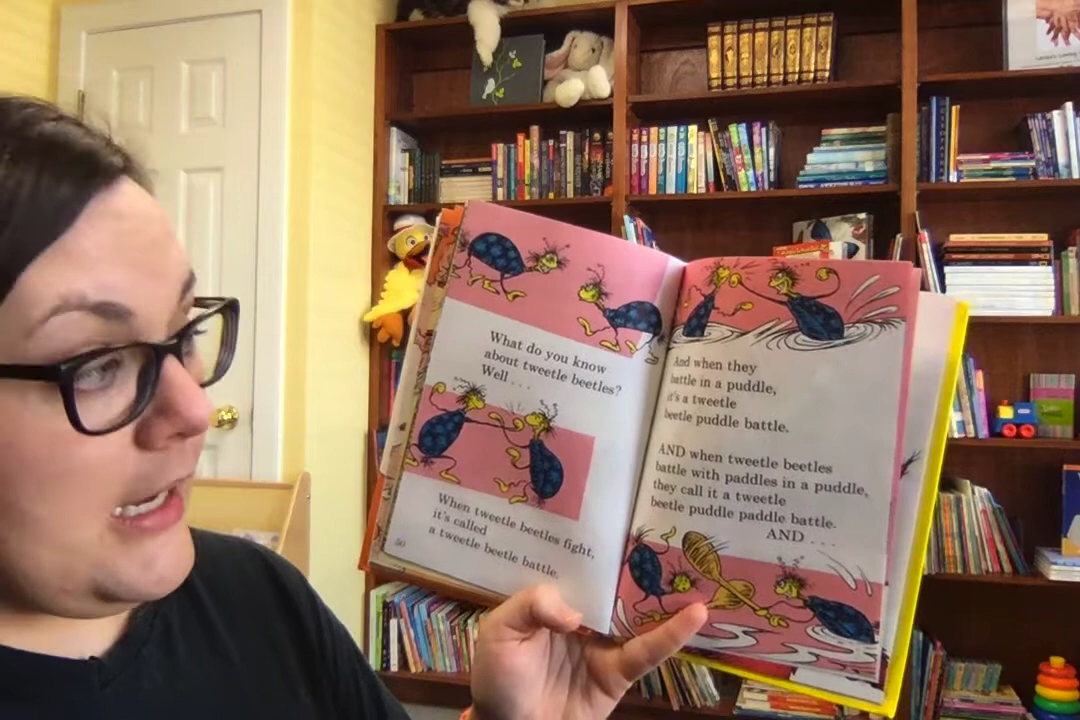 What do you know
about tweetle beetles?
Well . . .
When tweetle beetles fight,
it's called
a tweetle beetle battle.
50
And when they
battle in a puddle,
it's a tweetle
beetle puddle battle.
AND when tweetle beetles
battle with paddles in a puddle,
they call it a tweetle
beetle puddle paddle battle.
AND . . .